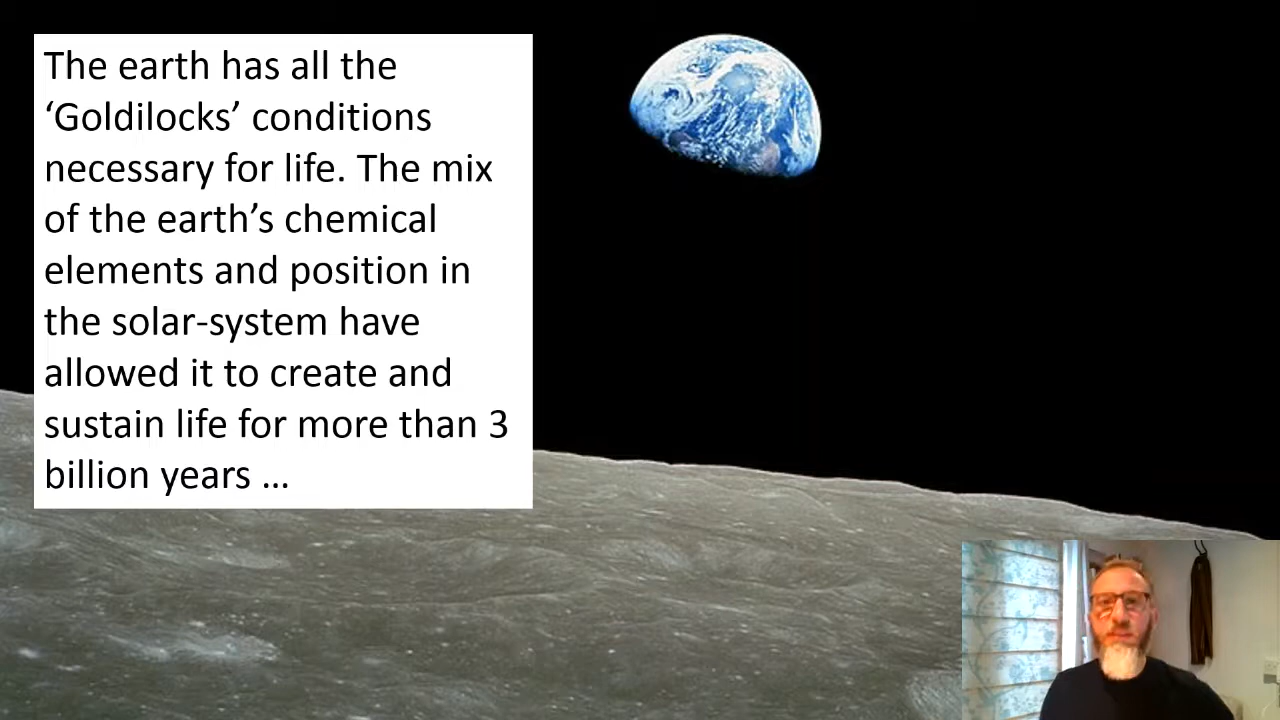 The earth has all the
‘Goldilocks’ conditions
necessary for life. The mix
of the earth’s chemical
elements and position in
the solar-system have
allowed it to create and
sustain life for more than 3
billion years ...